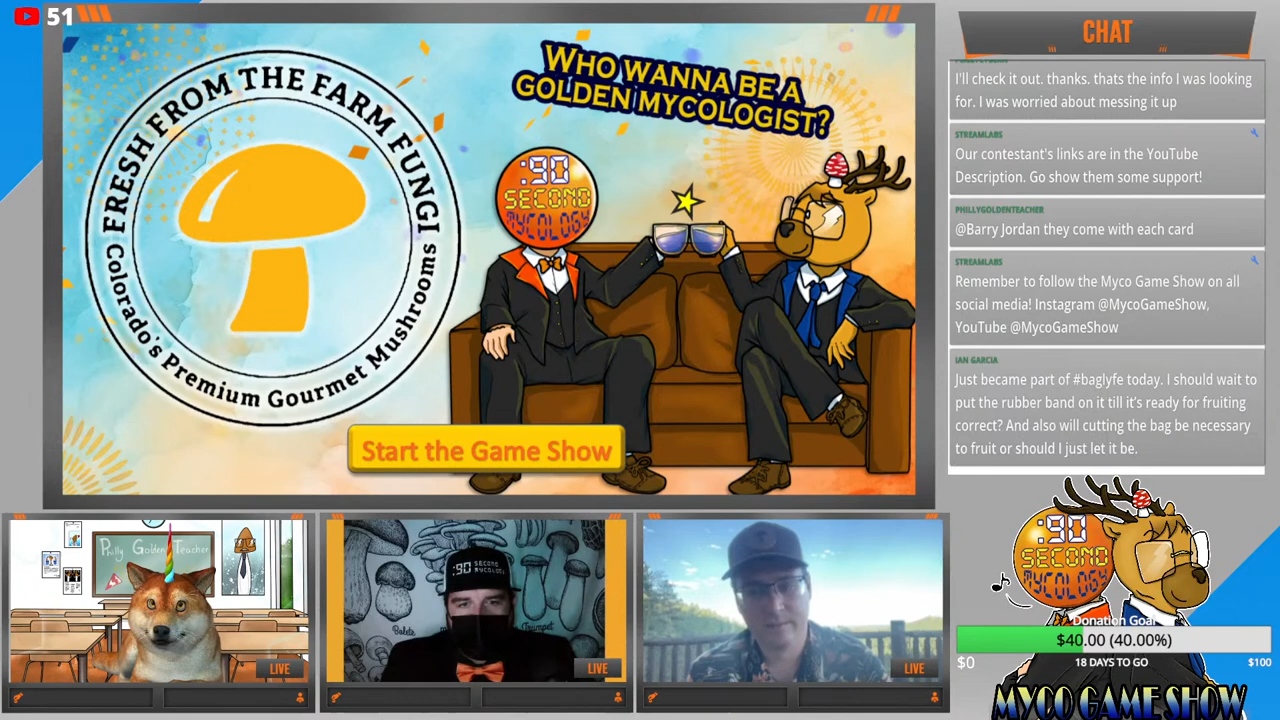 51
FRESH FROM THE FARM FUNGI
Colorado's Premium Gourmet Mushrooms
WHO WANNA BE A
GOLDEN MYCOLOGIST?
:90
SECOND
MYCOLOGY
Start the Game Show
CHAT
I'll check it out. thanks. thats the info I was looking
for. I was worried about messing it up
STREAMLABS
Our contestant's links are in the YouTube
Description. Go show them some support!
PHILLYGOLDENTEACHER
@Barry Jordan they come with each card
STREAMLABS
Remember to follow the Myco Game Show on all
social media! Instagram @MycoGameShow,
YouTube @MycoGameShow
IAN GARCIA
Just became part of #baglyfe today. I should wait to
put the rubber band on it till it's ready for fruiting
correct? And also will cutting the bag be necessary
to fruit or should I just let it be.
Philly Golden Teacher
LIVE
:90 SECOND
MYCOLOGY
Bolete
Trumpet
LIVE
LIVE
:90
SECOND
MYCOLOGY
Donation Goal
$40.00 (40.00%)
$0
18 DAYS TO GO
$100
MYCO GAME SHOW